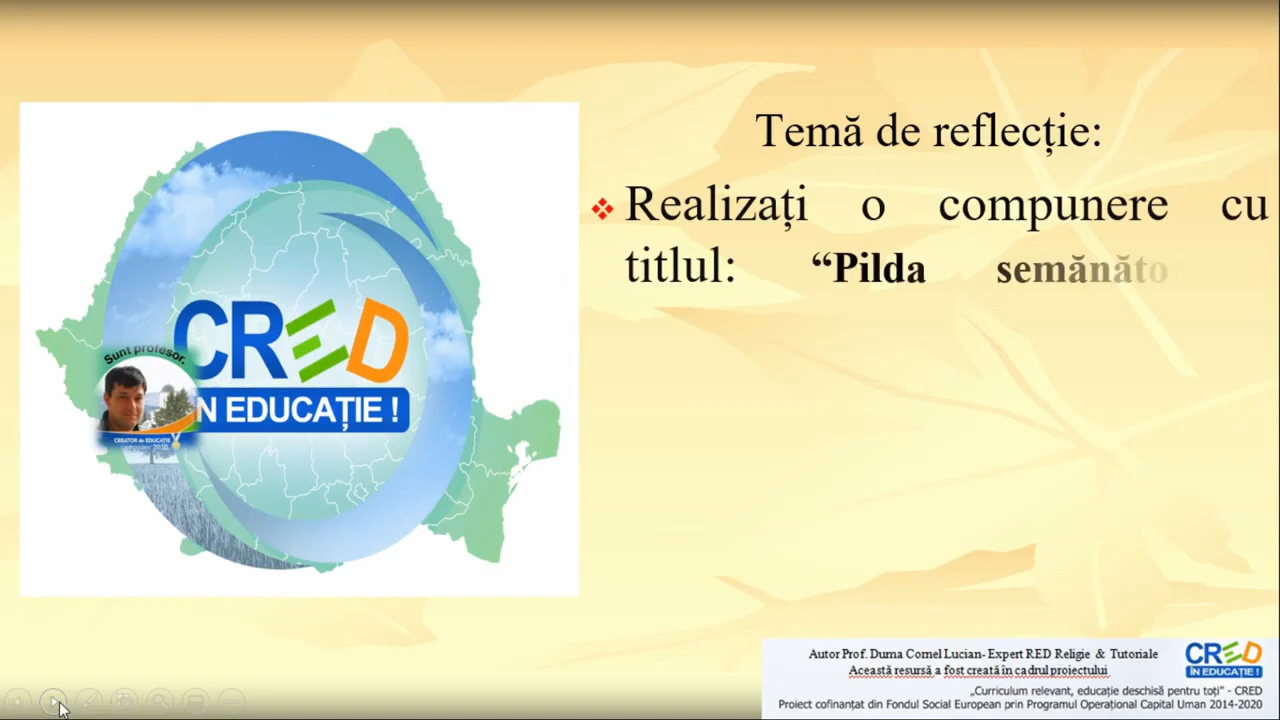 Temă de reflecție:
Realizați o compunere cu
titlul: “Pilda semănăto
CRED
ÎN EDUCAȚIE !
Sunt profesor.
CREATOR de EDUCAȚIE
2020
Autor Prof. Duma Cornel Lucian- Expert RED Religie & Tutoriale
Această resursă a fost creată în cadrul proiectului
CRED
ÎN EDUCAȚIE !
„Curriculum relevant, educație deschisă pentru toți” - CRED
Proiect cofinanțat din Fondul Social European prin Programul Operațional Capital Uman 2014-2020